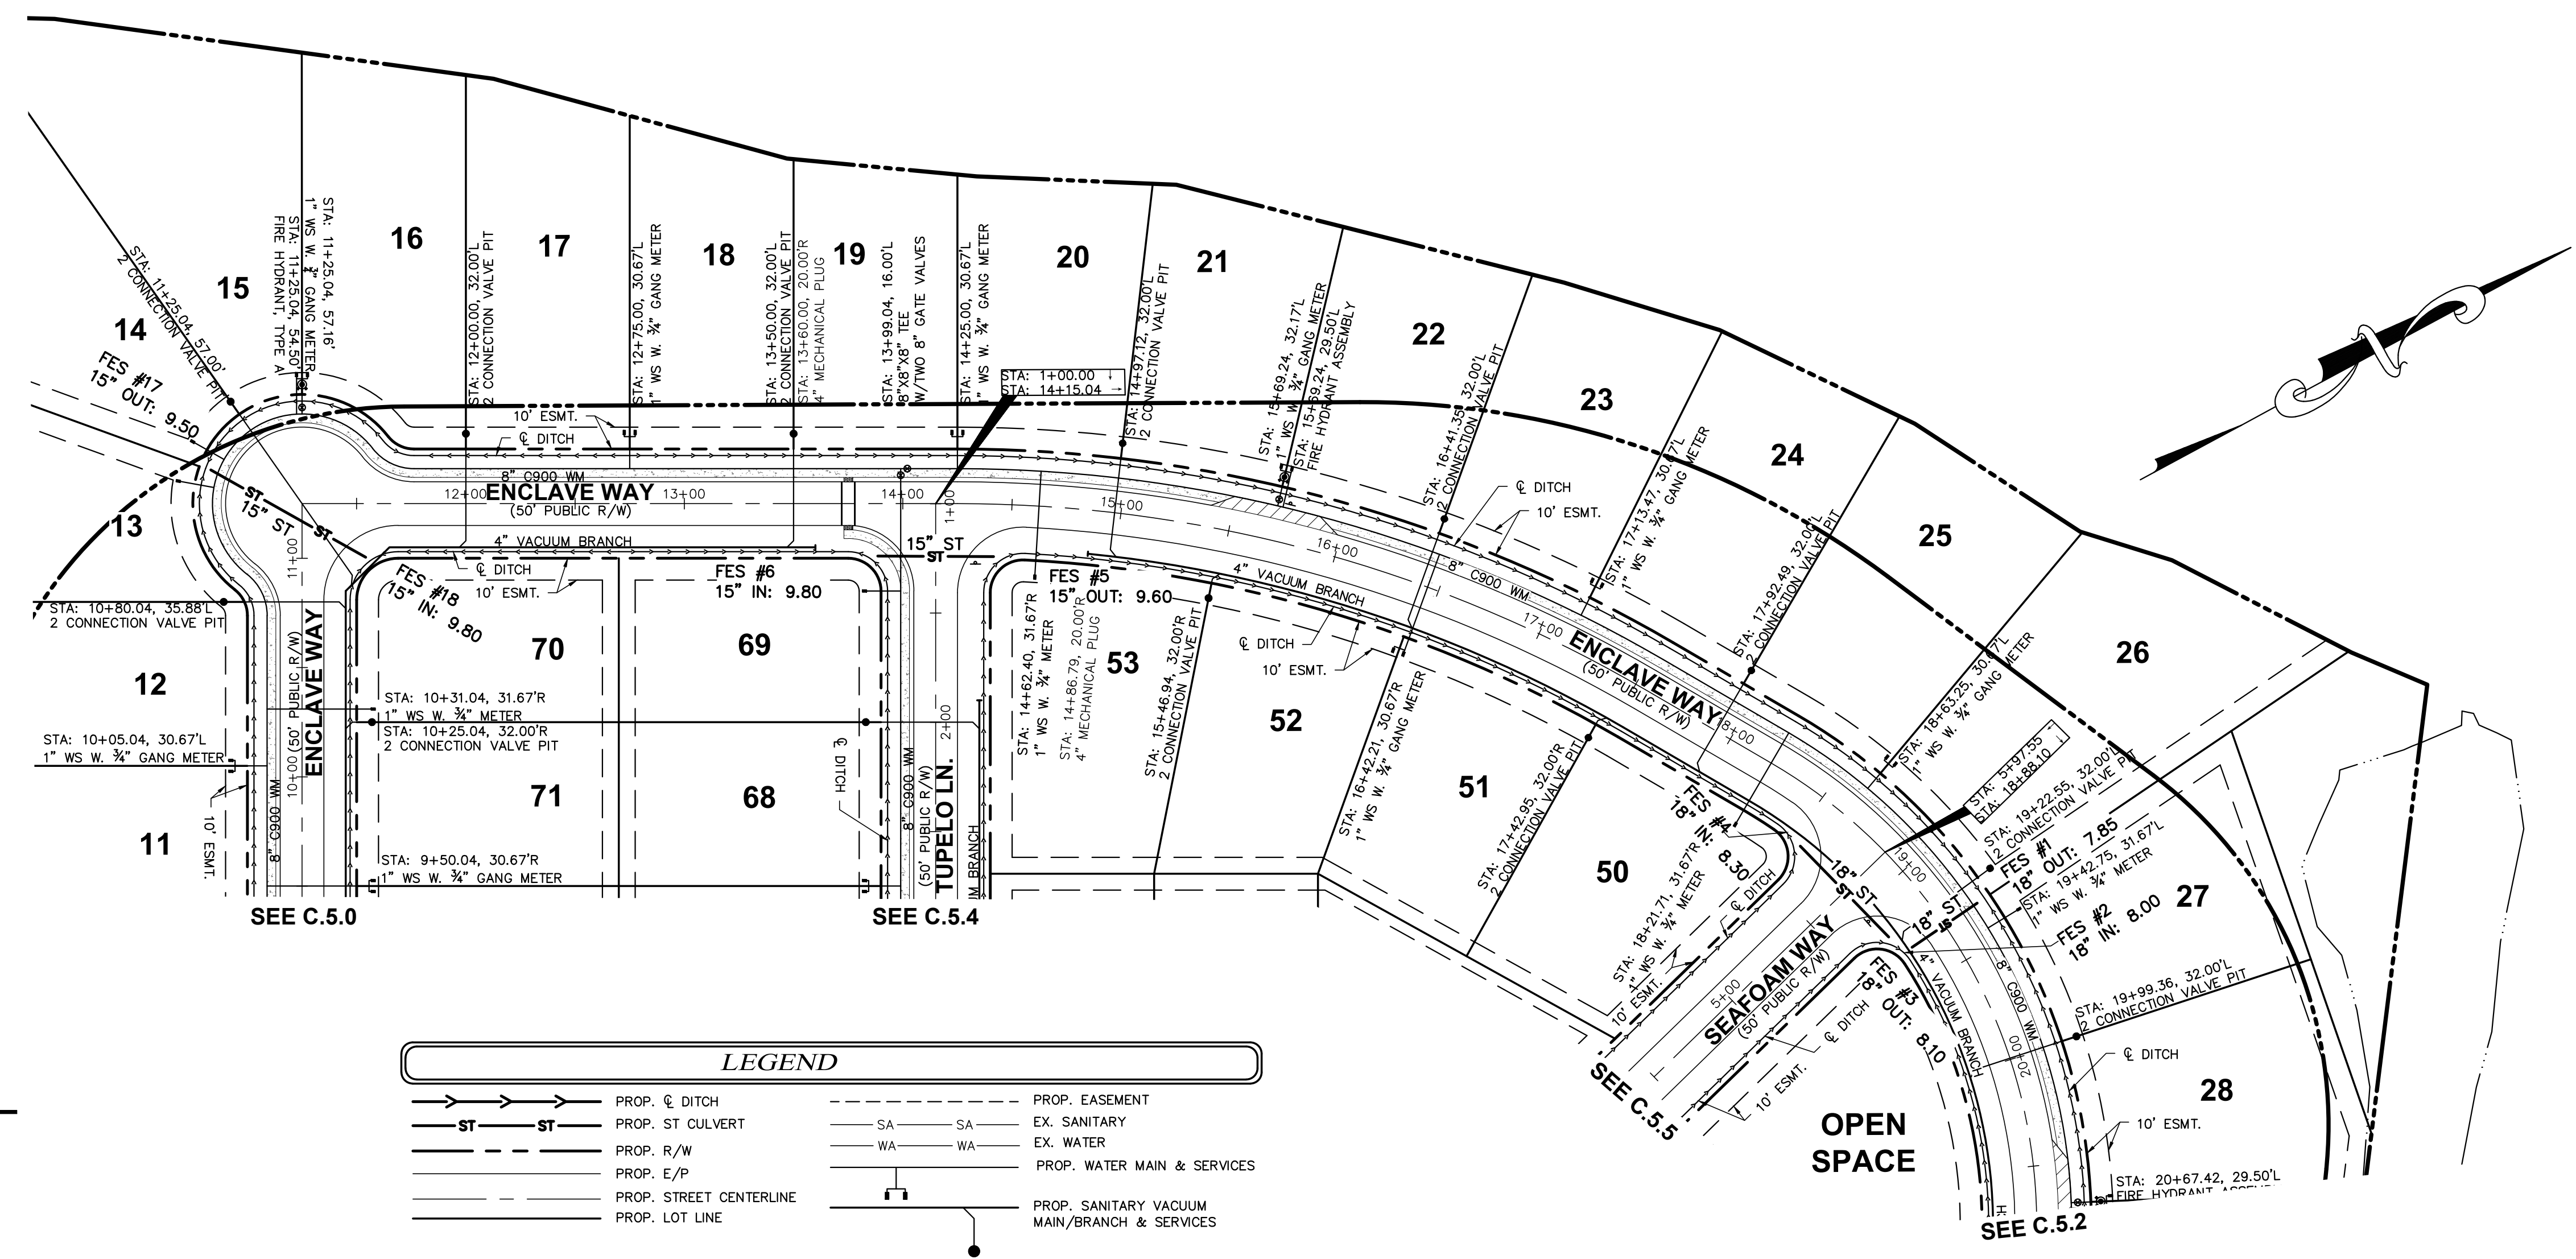 STA: 11+25.04, 57.16'
1" WS W. ¾" GANG METER
STA: 11+25.04, 54.50'
FIRE HYDRANT, TYPE A
16
17
18
19
20
21
22
23
24
25
26
27
28
15
14
13
12
11
STA: 11+25.04, 57.00'
2 CONNECTION VALVE PIT
FES #17
15" OUT: 9.50
STA: 12+00.00, 32.00'L
2 CONNECTION VALVE PIT
STA: 12+75.00, 30.67'L
1" WS W. ¾" GANG METER
STA: 13+50.00, 32.00'L
2 CONNECTION VALVE PIT
STA: 13+60.00, 20.00'R
4" MECHANICAL PLUG
STA: 13+99.04, 16.00'L
8"X8"X8" TEE
W/TWO 8" GATE VALVES
STA: 14+25.00, 30.67'L
1" WS W. ¾" GANG METER
STA: 1+00.00
STA: 14+15.04
STA: 14+97.12, 32.00'L
2 CONNECTION VALVE PIT
STA: 15+69.24, 32.17'L
1" WS W. ¾" GANG METER
STA: 15+69.24, 29.50'L
FIRE HYDRANT ASSEMBLY
STA: 16+41.35, 32.00'L
2 CONNECTION VALVE PIT
STA: 17+13.47, 30.67'L
1" WS W. ¾" GANG METER
STA: 17+92.49, 32.00'L
2 CONNECTION VALVE PIT
STA: 18+63.25, 30.67'L
1" WS W. ¾" GANG METER
STA: 5+97.55
STA: 18+88.10
STA: 19+22.55, 32.00'L
2 CONNECTION VALVE PIT
FES #1
18" OUT: 7.85
STA: 19+42.75, 31.67'L
1" WS W. ¾" METER
FES #2
18" IN: 8.00
STA: 19+99.36, 32.00'L
2 CONNECTION VALVE PIT
℄ DITCH
10' ESMT.
STA: 20+67.42, 29.50'L
10' ESMT.
℄ DITCH
8" C900 WM
12+00
ENCLAVE WAY
(50' PUBLIC R/W)
13+00
14+00
1+00
15+00
16+00
17+00
18+00
19+00
20+00
℄ DITCH
10' ESMT.
8" C900 WM
ENCLAVE WAY
(50' PUBLIC R/W)
ST
15" ST
ST
4" VACUUM BRANCH
℄ DITCH
10' ESMT.
15" ST
ST
FES #18
15" IN: 9.80
FES #6
15" IN: 9.80
FES #5
15" OUT: 9.60
4" VACUUM BRANCH
℄ DITCH
10' ESMT.
STA: 10+80.04, 35.88'L
2 CONNECTION VALVE PIT
11+00
ENCLAVE WAY
(50' PUBLIC R/W)
10+00
8" C900 WM
70
69
53
52
51
50
71
68
STA: 10+31.04, 31.67'R
1" WS W. ¾" METER
STA: 10+25.04, 32.00'R
2 CONNECTION VALVE PIT
STA: 10+05.04, 30.67'L
1" WS W. ¾" GANG METER
10' ESMT.
STA: 9+50.04, 30.67'R
1" WS W. ¾" GANG METER
℄ DITCH
8" C900 WM
2+00
(50' PUBLIC R/W)
TUPELO LN.
M BRANCH
STA: 14+62.40, 31.67'R
1" WS W. ¾" METER
STA: 14+86.79, 20.00'R
4" MECHANICAL PLUG
STA: 15+46.94, 32.00'R
2 CONNECTION VALVE PIT
STA: 16+42.21, 30.67'R
1" WS W. ¾" GANG METER
STA: 17+42.95, 32.00'R
2 CONNECTION VALVE PIT
STA: 18+21.71, 31.67'R
1" WS W. ¾" METER
FES #4
18" IN: 8.30
℄ DITCH
10' ESMT.
18" ST
ST
18" ST
ST
5+00
SEAFOAM WAY
(50' PUBLIC R/W)
FES #3
18" OUT: 8.10
℄ DITCH
10' ESMT.
4" VACUUM BRANCH
8" C900 WM
OPEN
SPACE
SEE C.5.0
SEE C.5.4
SEE C.5.5
SEE C.5.2
LEGEND
PROP. ℄ DITCH
ST ST PROP. ST CULVERT
PROP. R/W
PROP. E/P
PROP. STREET CENTERLINE
PROP. LOT LINE
PROP. EASEMENT
SA SA EX. SANITARY
WA WA EX. WATER
PROP. WATER MAIN & SERVICES
PROP. SANITARY VACUUM
MAIN/BRANCH & SERVICES
N